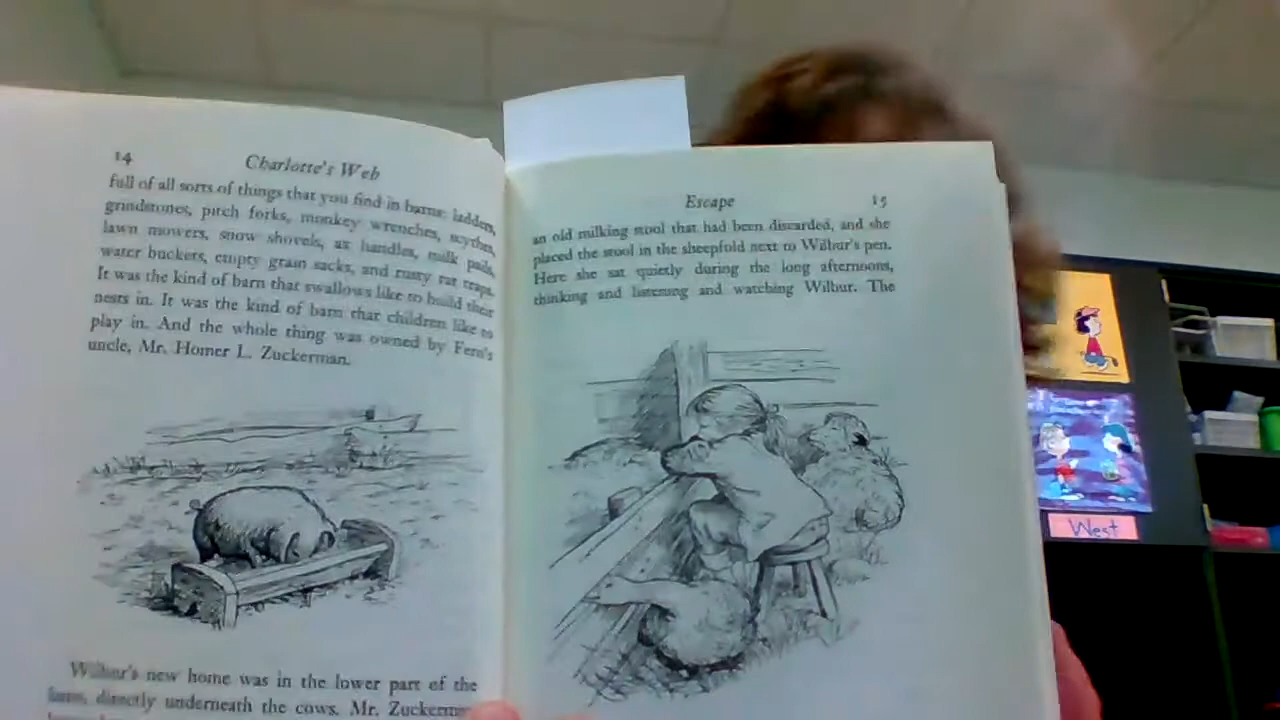 14 Charlotte's Web
full of all sorts of things that you find in barns: ladders,
grindstones, pitch forks, monkey wrenches, scythes,
lawn mowers, snow shovels, ax handles, milk pails,
water buckets, empty grain sacks, and rusty rat traps.
It was the kind of barn that swallows like to build their
nests in. It was the kind of barn that children like to
play in. And the whole thing was owned by Fern's
uncle, Mr. Homer L. Zuckerman.
Wilbur's new home was in the lower part of the
barn, directly underneath the cows. Mr. Zuckerman
Escape 15
an old milking stool that had been discarded, and she
placed the stool in the sheepfold next to Wilbur's pen.
Here she sat quietly during the long afternoons,
thinking and listening and watching Wilbur. The
West